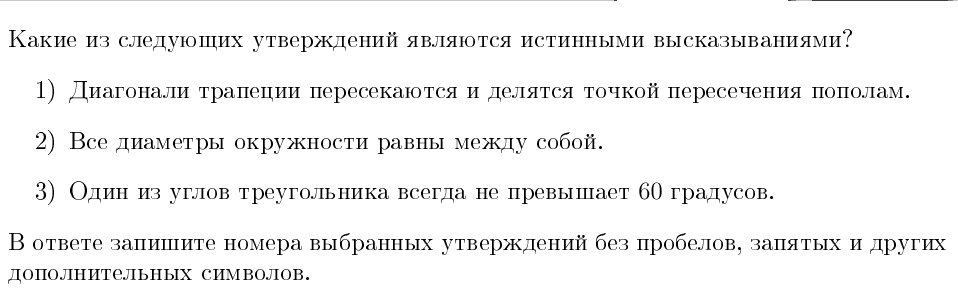 Какие из следующих утверждений являются истинными высказываниями?
1) Диагонали трапеции пересекаются и делятся точкой пересечения пополам.
2) Все диаметры окружности равны между собой.
3) Один из углов треугольника всегда не превышает 60 градусов.
В ответе запишите номера выбранных утверждений без пробелов, запятых и других
дополнительных символов.